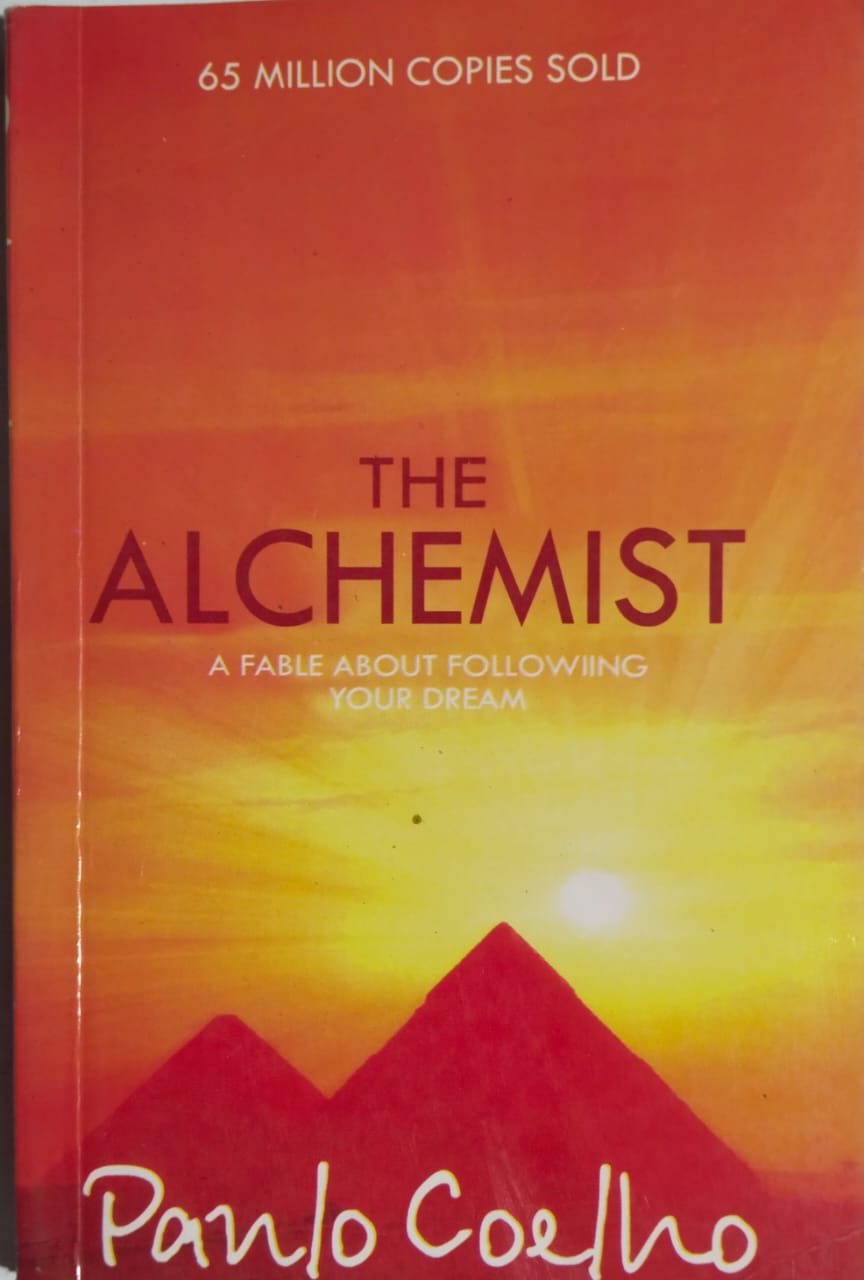 65 MILLION COPIES SOLD
THE
ALCHEMIST
A FABLE ABOUT FOLLOWIING
YOUR DREAM
Paulo Coelho